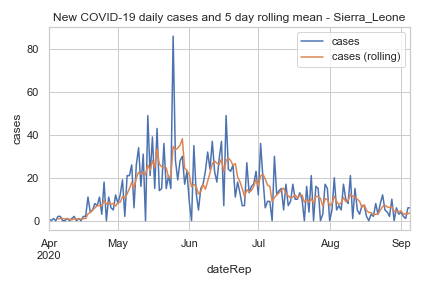 New COVID-19 daily cases and 5 day rolling mean - Sierra_Leone
cases
cases (rolling)
80
60
40
20
0
cases
Apr
2020
May
Jun
Jul
Aug
Sep
dateRep